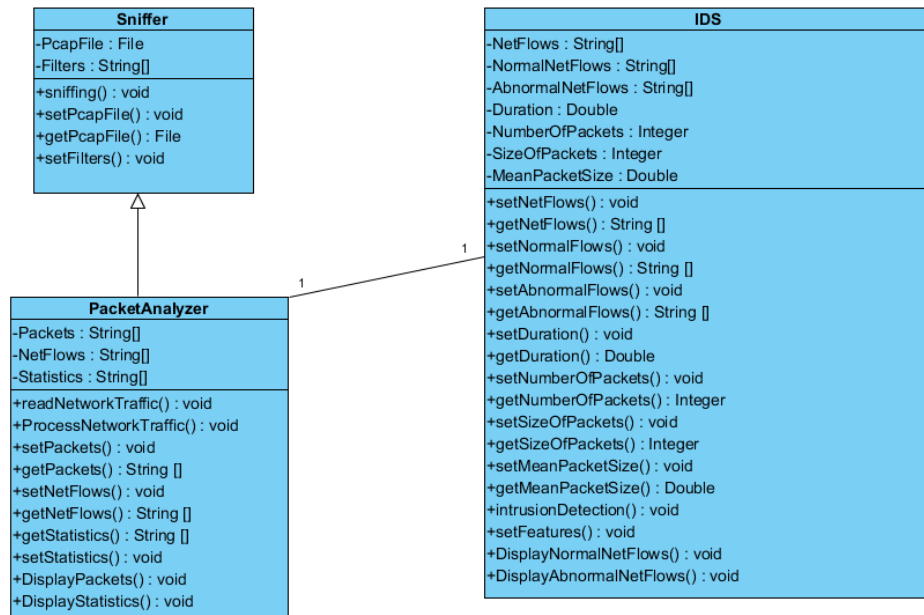 Sniffer
-PcapFile : File
-Filters : String[]
+sniffing() : void
+setPcapFile() : void
+getPcapFile() : File
+setFilters() : void
IDS
-NetFlows : String[]
-NormalNetFlows : String[]
-AbnormalNetFlows : String[]
-Duration : Double
-NumberOfPackets : Integer
-SizeOfPackets : Integer
-MeanPacketSize : Double
+setNetFlows() : void
+getNetFlows() : String []
+setNormalFlows() : void
+getNormalFlows() : String []
+setAbnormalFlows() : void
+getAbnormalFlows() : String []
+setDuration() : void
+getDuration() : Double
+setNumberOfPackets() : void
+getNumberOfPackets() : Integer
+setSizeOfPackets() : void
+getSizeOfPackets() : Integer
+setMeanPacketSize() : void
+getMeanPacketSize() : Double
+intrusionDetection() : void
+setFeatures() : void
+DisplayNormalNetFlows() : void
+DisplayAbnormalNetFlows() : void
1
1
PacketAnalyzer
-Packets : String[]
-NetFlows : String[]
-Statistics : String[]
+readNetworkTraffic() : void
+ProcessNetworkTraffic() : void
+setPackets() : void
+getPackets() : String []
+setNetFlows() : void
+getNetFlows() : String []
+getStatistics() : String []
+setStatistics() : void
+DisplayPackets() : void
+DisplayStatistics() : void